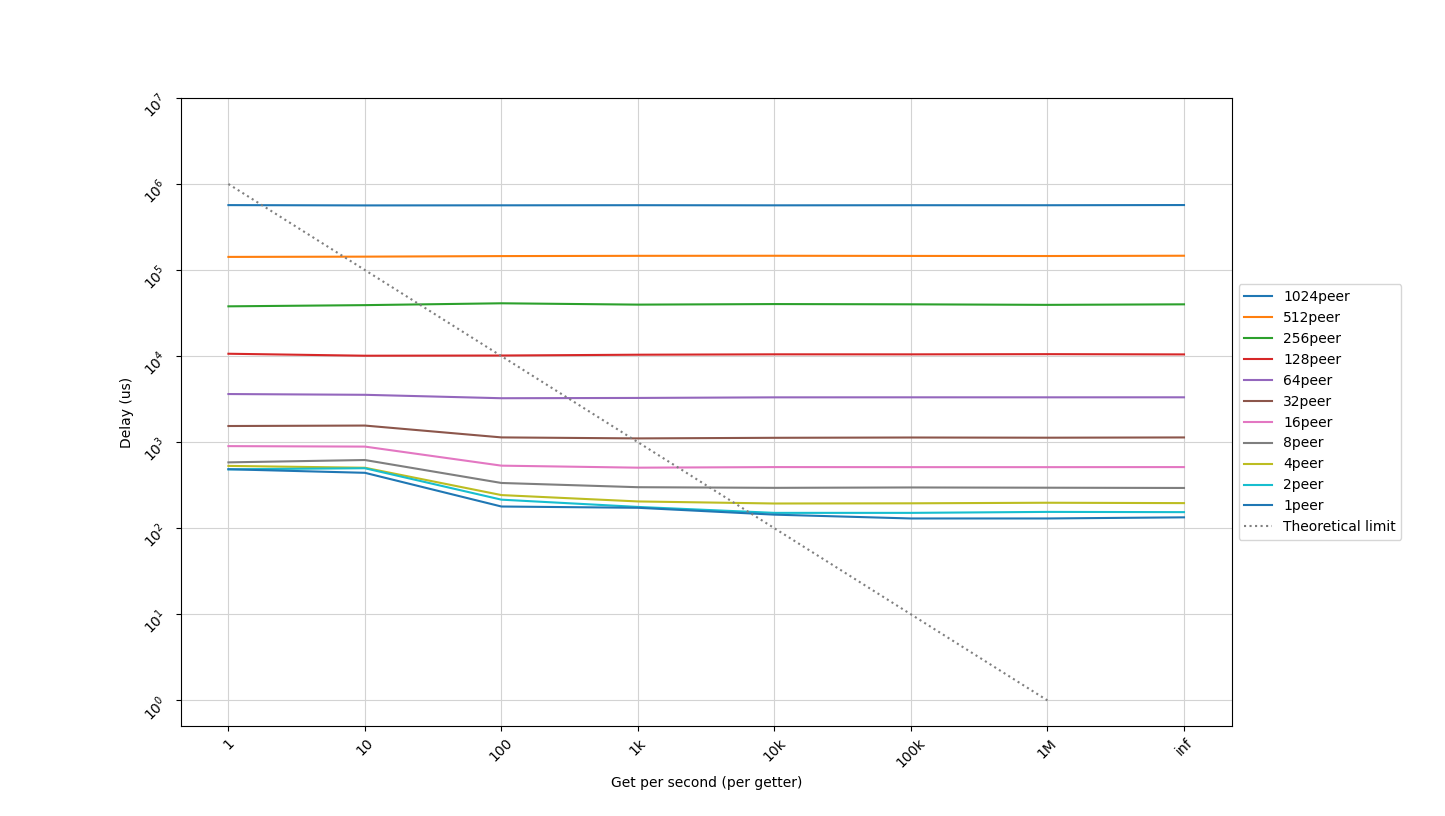 10⁷
10⁶
10⁵
10⁴
10³
10²
10¹
10⁰
Delay (us)
1
10
100
1k
10k
100k
1M
inf
Get per second (per getter)
1024peer
512peer
256peer
128peer
64peer
32peer
16peer
8peer
4peer
2peer
1peer
Theoretical limit